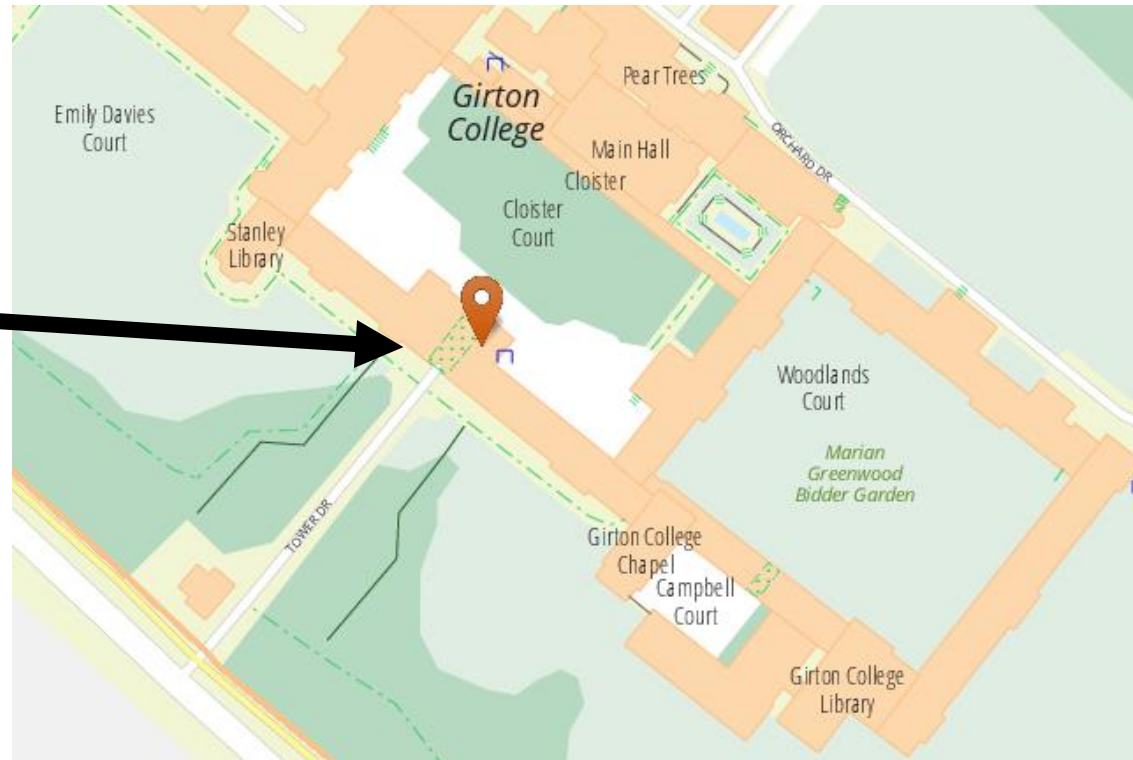 Pear Trees
Girton
College
Emily Davies
Court
ORCHARD DR
Main Hall
Cloister
Cloister
Court
Stanley
Library
Woodlands
Court
Marian
Greenwood
Bidder Garden
TOWER DR
Girton College
Chapel
Campbell
Court
Girton College
Library